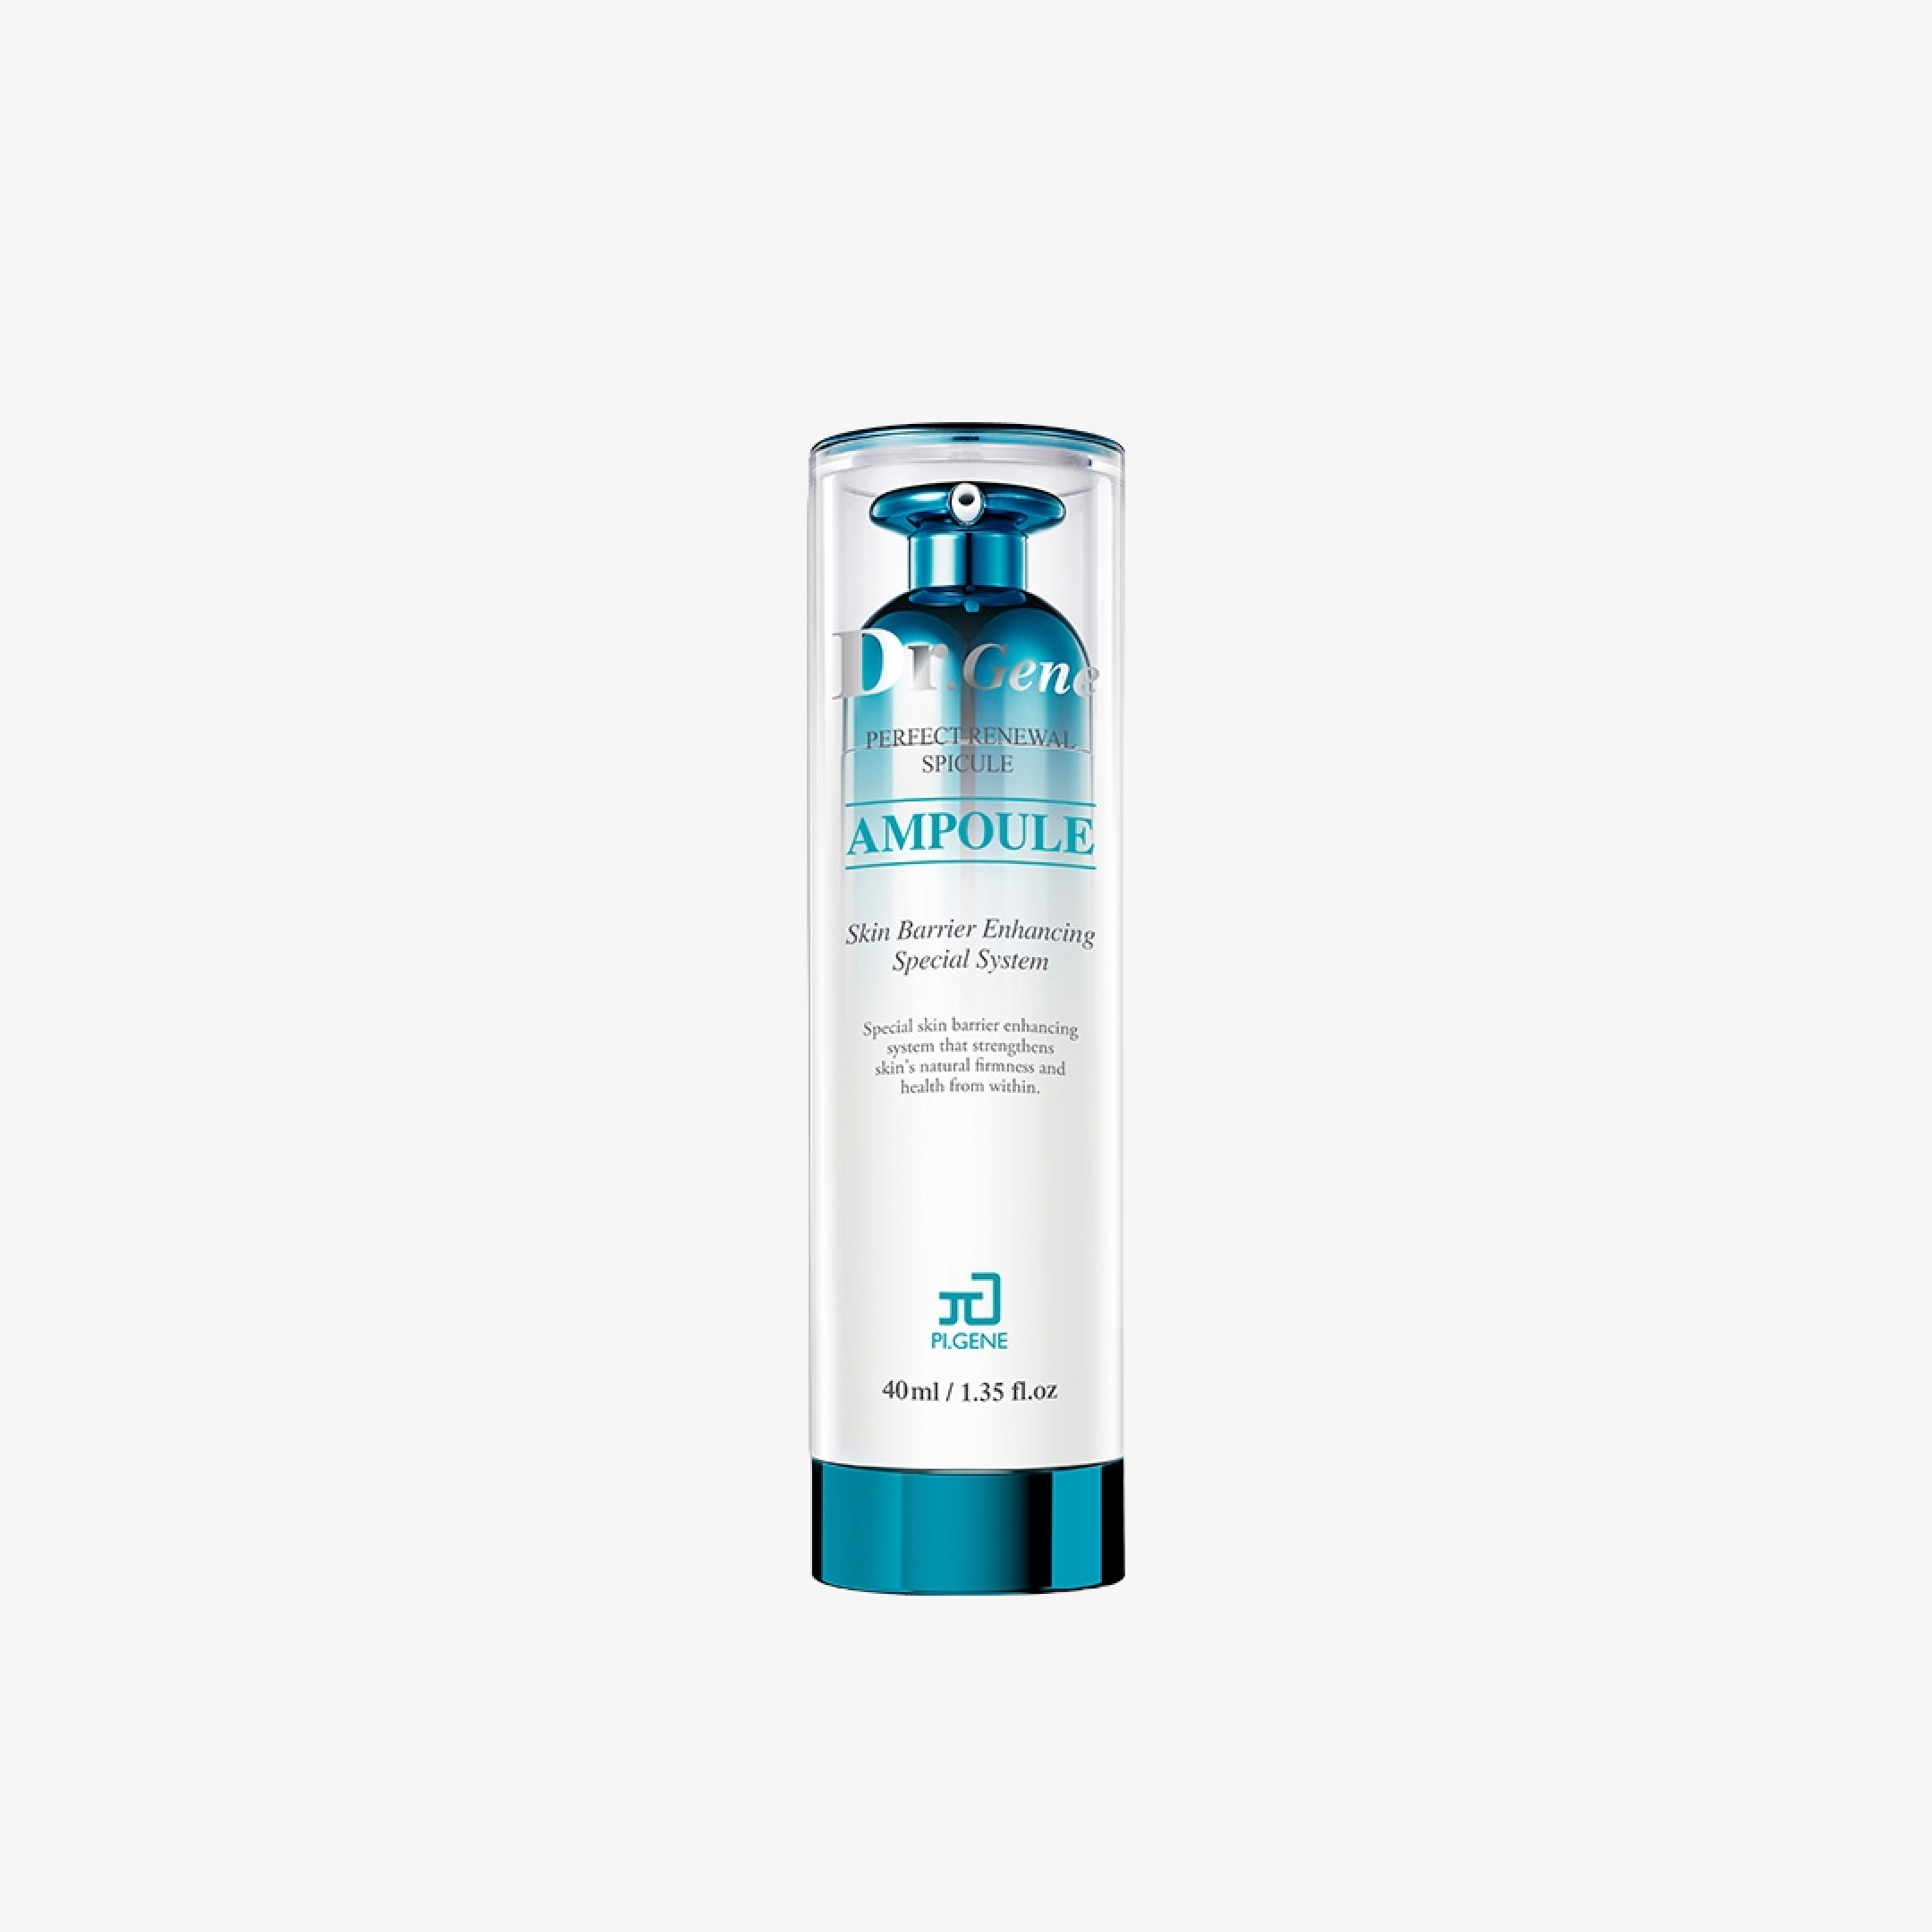 Dr.Gene
PERFECT RENEWAL
SPICULE
AMPOULE
Skin Barrier Enhancing
Special System
Special skin barrier enhancing
system that strengthens
skin's natural firmness and
health from within.
PI.GENE
40ml / 1.35 fl.oz